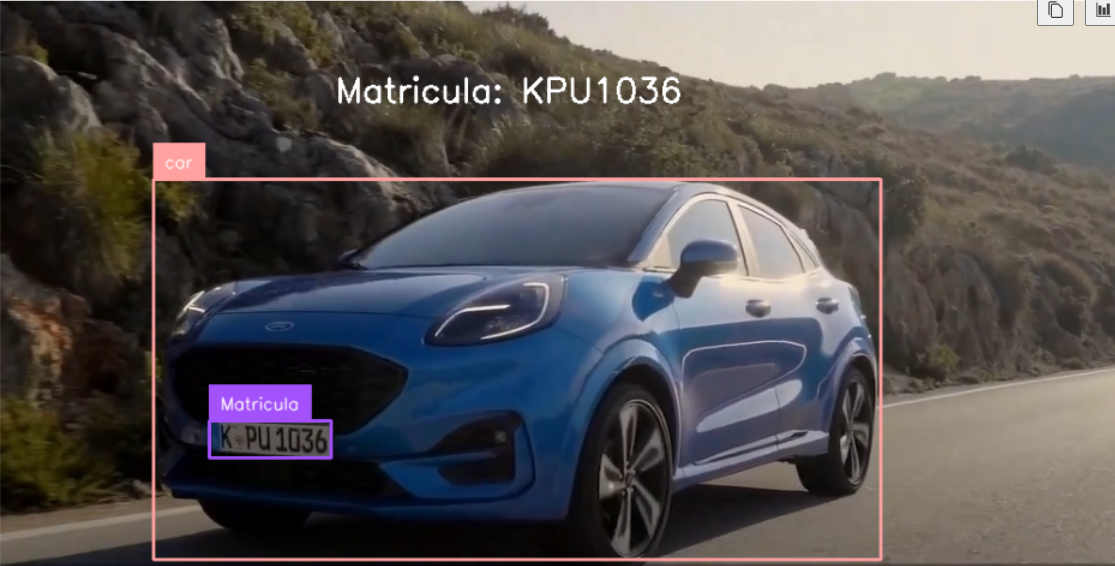 Matricula: KPU1036
car
Matricula
K PU 1036